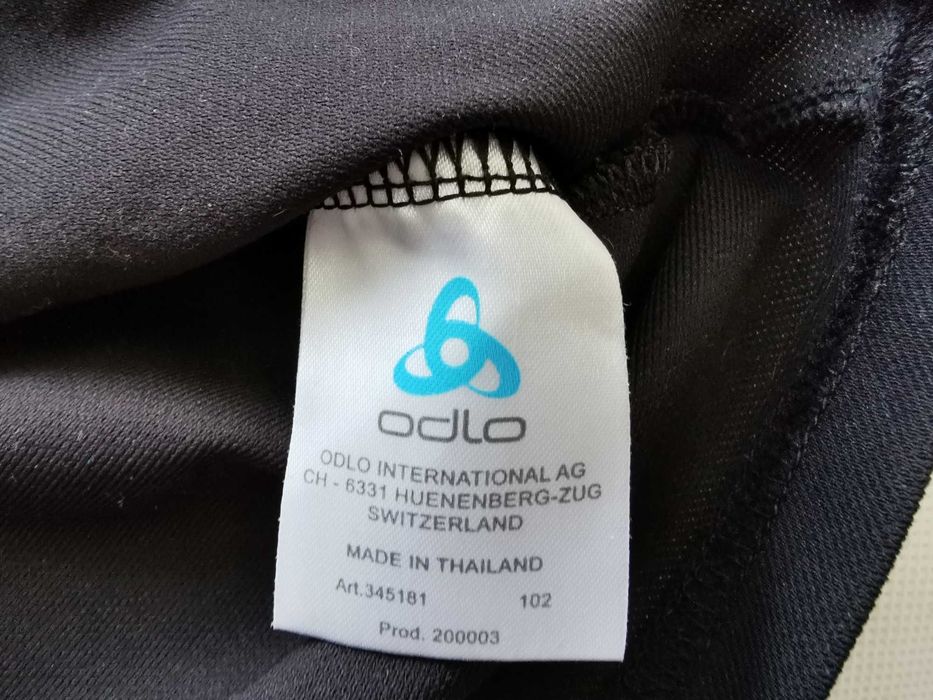 odlo
ODLO INTERNATIONAL AG
CH - 6331 HUENENBERG-ZUG
SWITZERLAND
MADE IN THAILAND
Art.345181 102
Prod. 200003